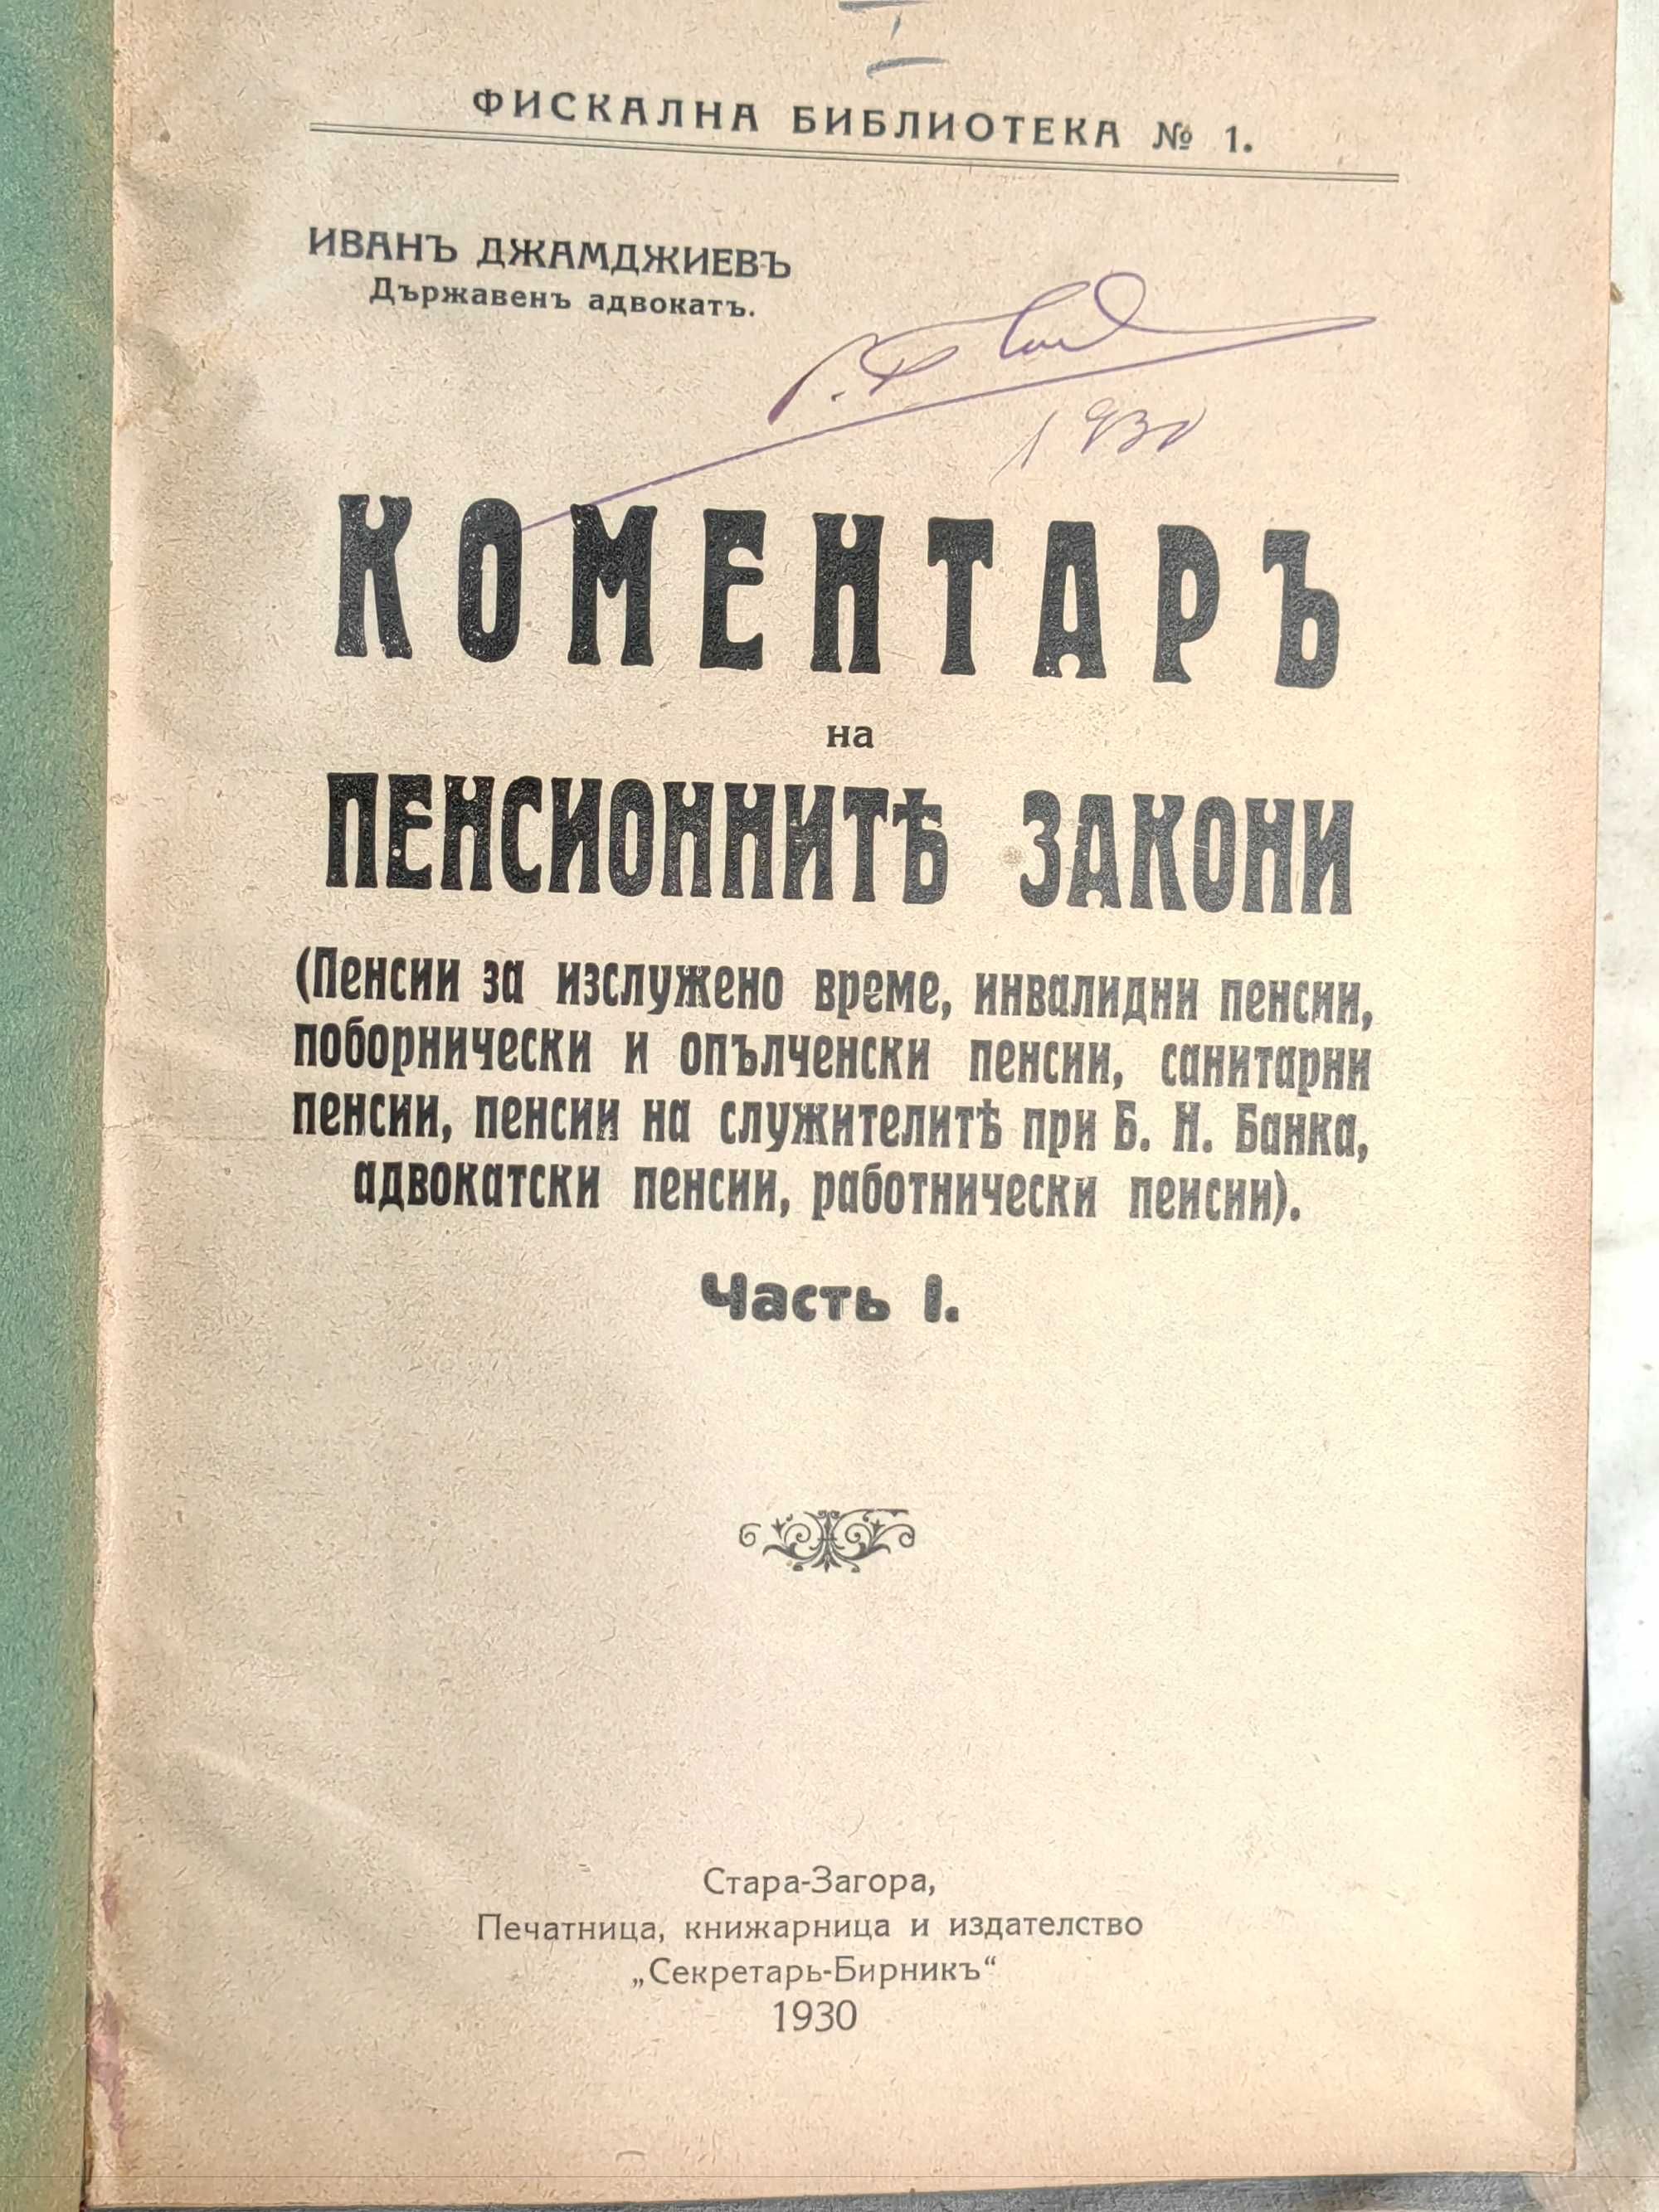 ФИСКАЛНА БИБЛИОТЕКА № 1.
ИВАНЪ ДЖАМДЖИЕВЪ
Държавенъ адвокатъ.
1930
КОМЕНТАРЪ
на
ПЕНСИОННИТѢ ЗАКОНИ
(Пенсии за изслужено време, инвалидни пенсии,
поборнически и опълченски пенсии, санитарни
пенсии, пенсии на служителитѣ при Б. Н. Банка,
адвокатски пенсии, работнически пеисии).
Часть I.
Стара-Загора,
Печатница, книжарница и издателство
„Секретарь-Бирникъ“
1930